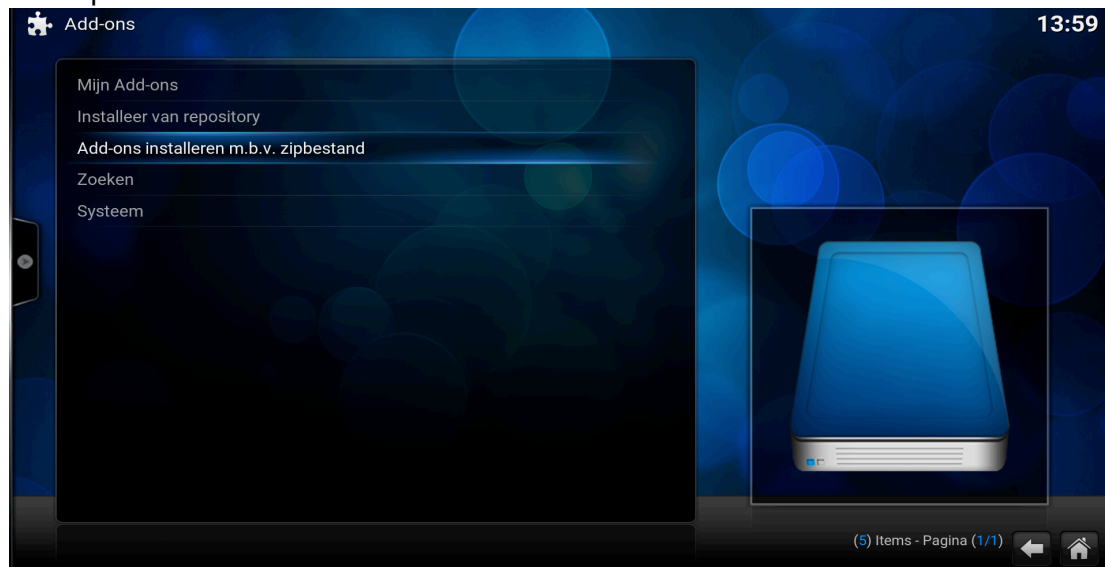 Add-ons
13:59
Mijn Add-ons
Installeer van repository
Add-ons installeren m.b.v. zipbestand
Zoeken
Systeem
(5) Items - Pagina (1/1)